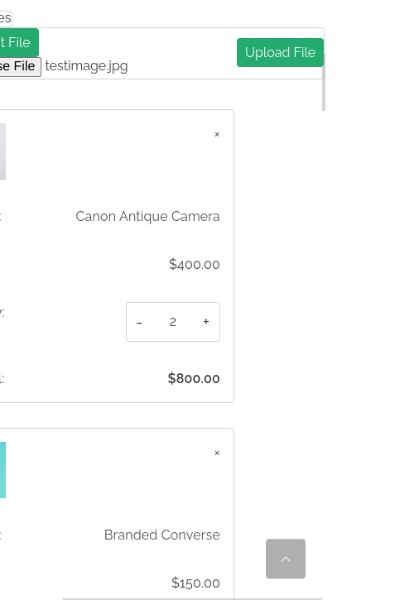 es
t File
Upload File
se File testimage.jpg
×
: Canon Antique Camera
$400.00
y: - 2 +
l: $800.00
×
: Branded Converse
$150.00